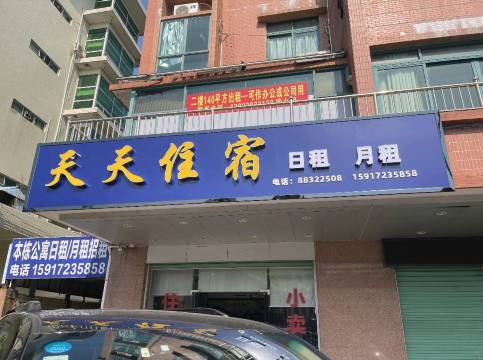 二楼140平方出租一可作办公或公司用
天天住宿 日租 月租
电话：88322508 15917235858
本栋公寓日租/月租招租
电话15917235858
住
小卖